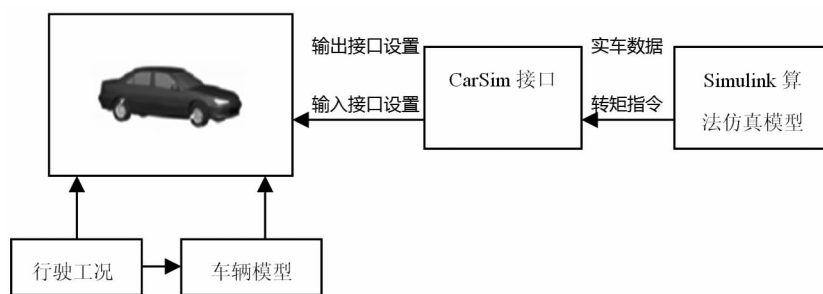 输出接口设置
实车数据
CarSim 接口
Simulink 算
法仿真模型
输入接口设置
转矩指令
行驶工况
车辆模型